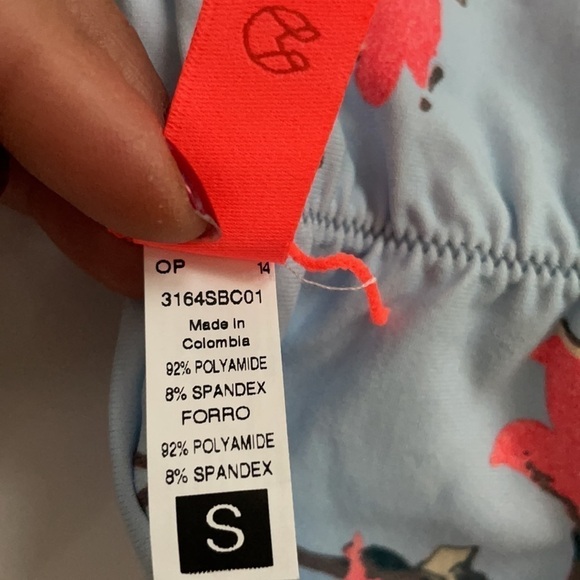 OP 14
3164SBC01
Made in
Colombia
92% POLYAMIDE
8% SPANDEX
FORRO
92% POLYAMIDE
8% SPANDEX
S